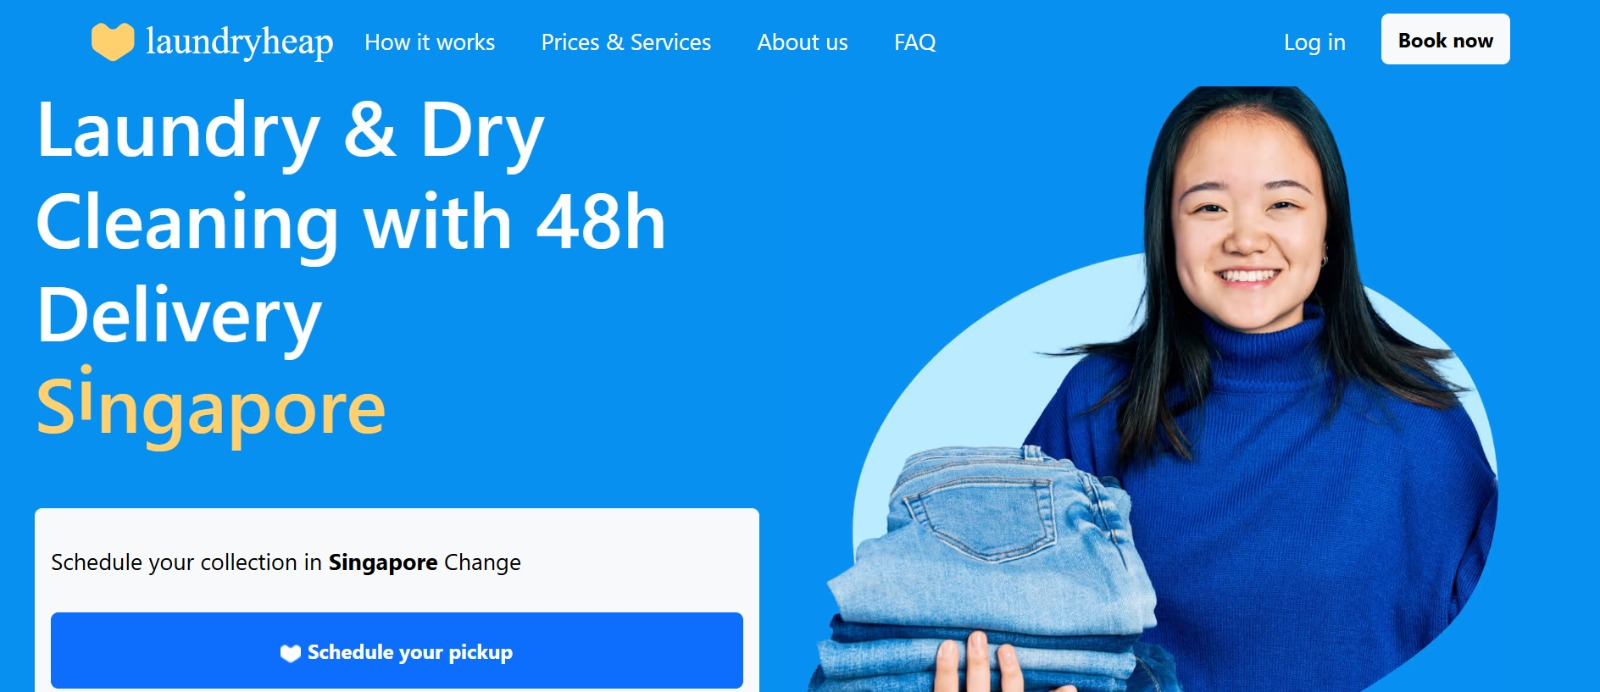 laundryheap
How it works
Prices & Services
About us
FAQ
Log in
Book now
Laundry & Dry
Cleaning with 48h
Delivery
Singapore
Schedule your collection in Singapore Change
Schedule your pickup